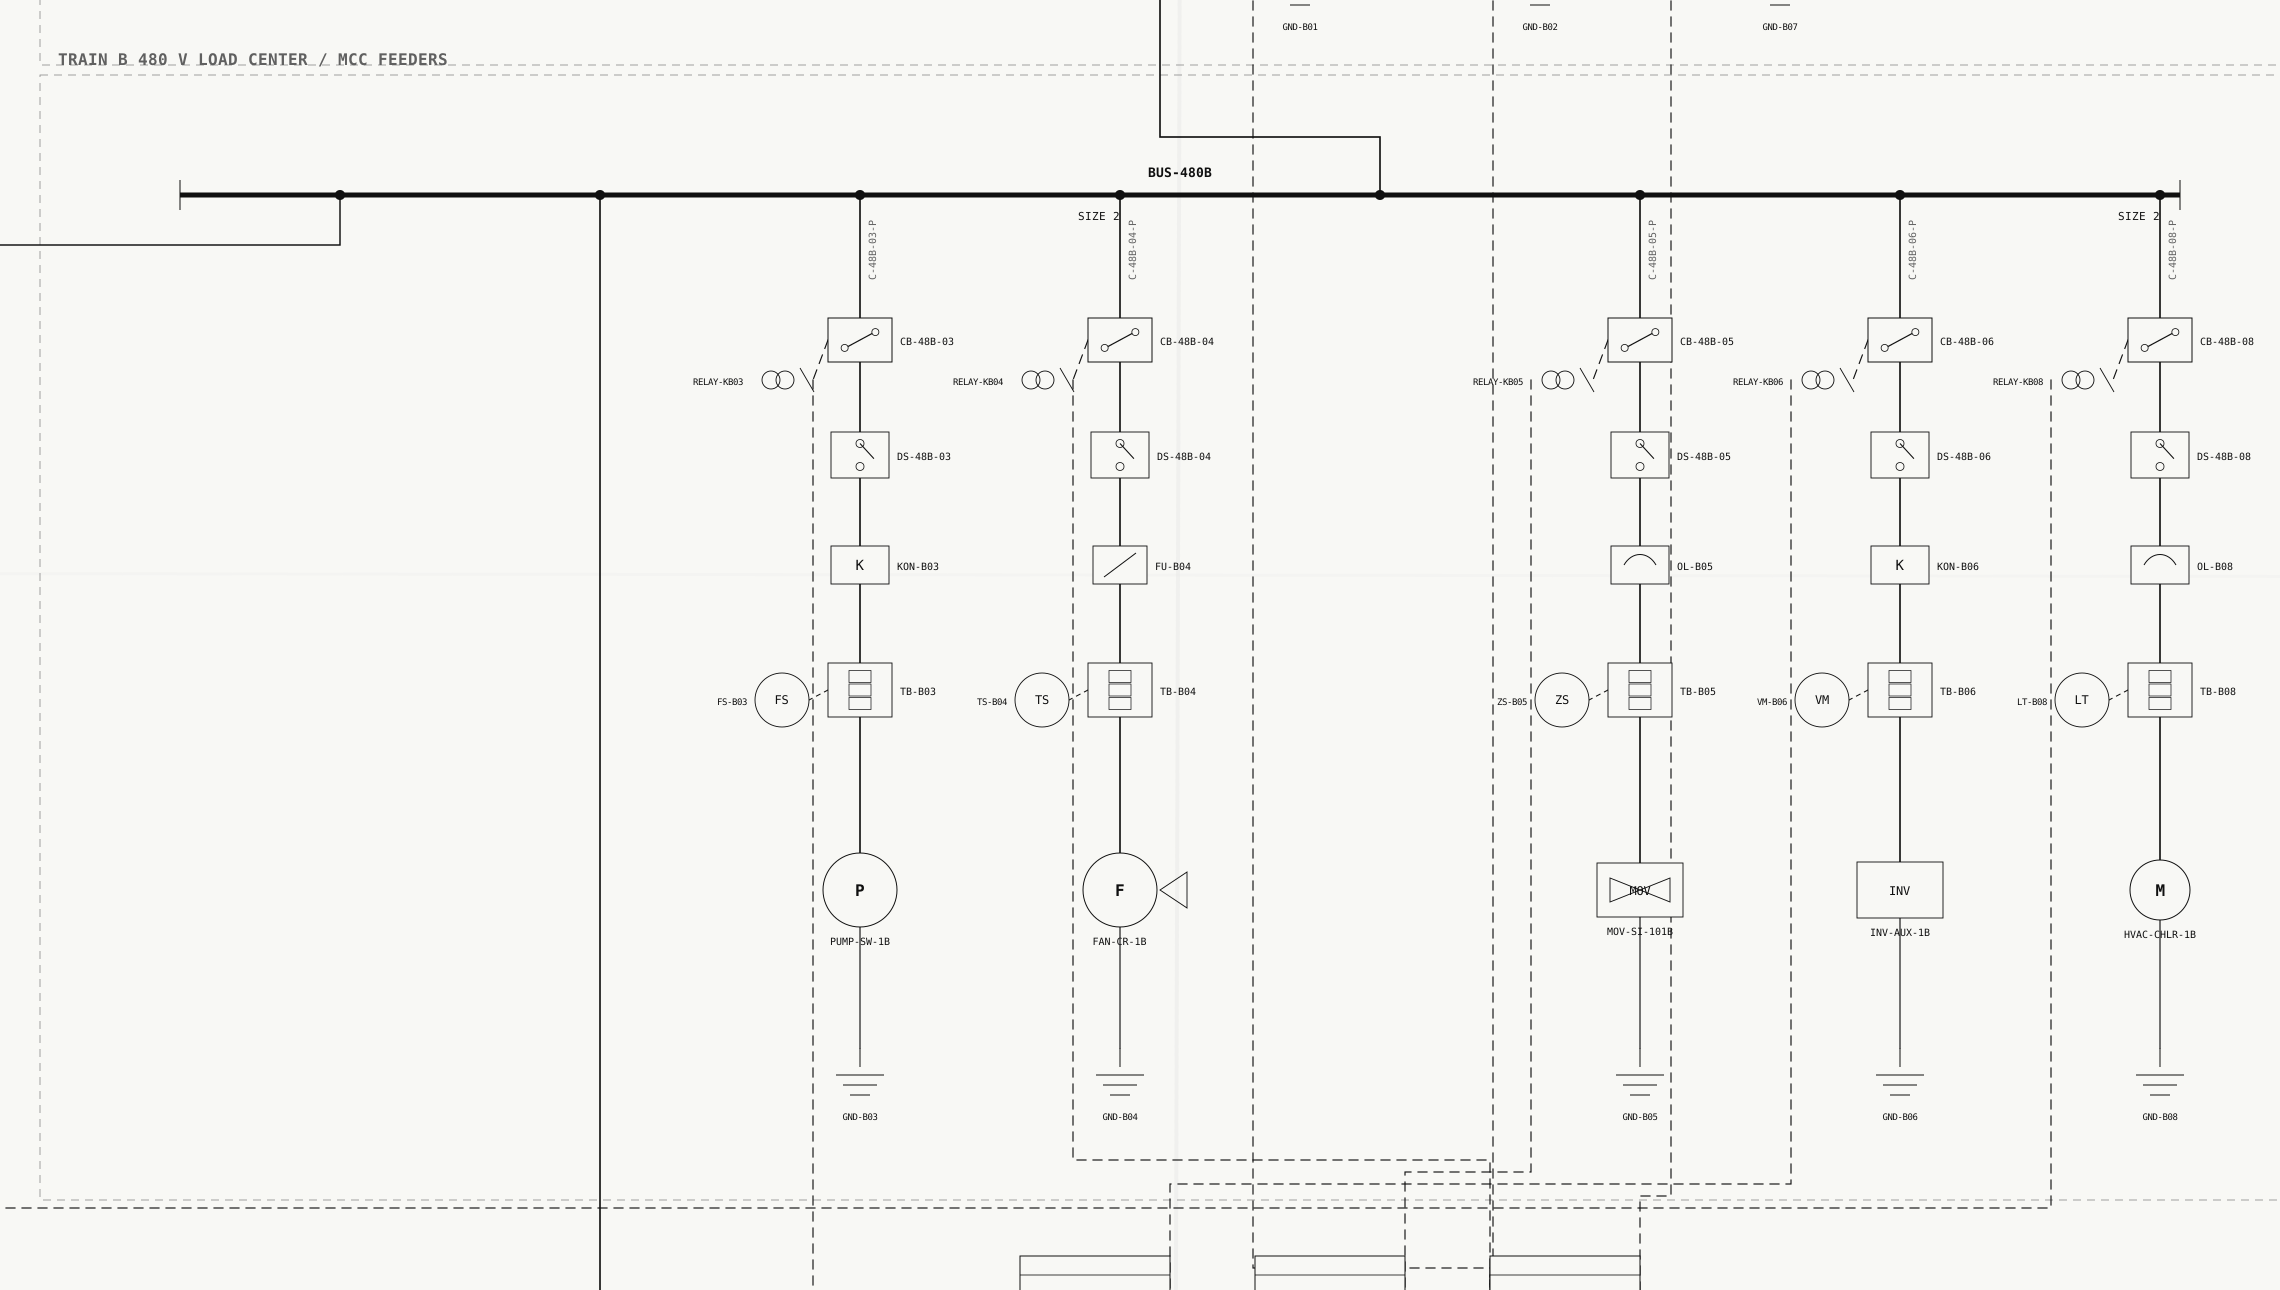 GND-B01 GND-B02 GND-B07
TRAIN B 480 V LOAD CENTER / MCC FEEDERS
BUS-480B
SIZE 2 SIZE 2
C-48B-03-P C-48B-04-P C-48B-05-P C-48B-06-P C-48B-08-P
CB-48B-03 CB-48B-04 CB-48B-05 CB-48B-06 CB-48B-08
RELAY-KB03 RELAY-KB04 RELAY-KB05 RELAY-KB06 RELAY-KB08
DS-48B-03 DS-48B-04 DS-48B-05 DS-48B-06 DS-48B-08
K KON-B03 FU-B04 OL-B05 K KON-B06 OL-B08
TB-B03 TB-B04 TB-B05 TB-B06 TB-B08
FS-B03 FS TS-B04 TS ZS-B05 ZS VM-B06 VM LT-B08 LT
P F MOV INV M
PUMP-SW-1B FAN-CR-1B MOV-SI-101B INV-AUX-1B HVAC-CHLR-1B
GND-B03 GND-B04 GND-B05 GND-B06 GND-B08